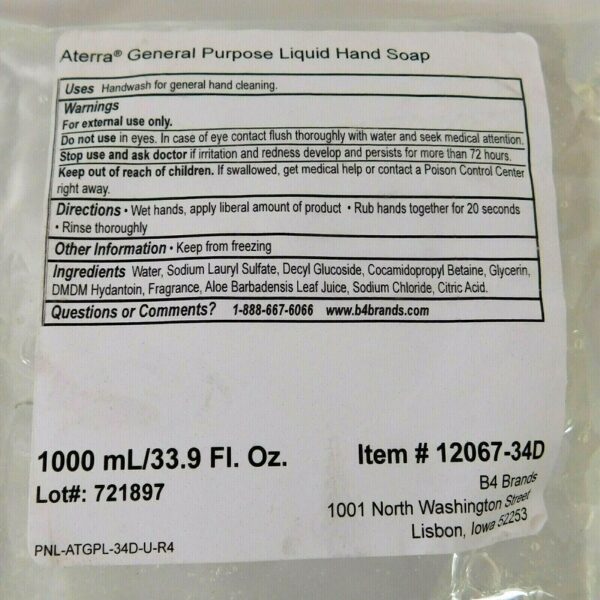 Aterra® General Purpose Liquid Hand Soap
Uses Handwash for general hand cleaning.
Warnings
For external use only.
Do not use in eyes. In case of eye contact flush thoroughly with water and seek medical attention.
Stop use and ask doctor if irritation and redness develop and persists for more than 72 hours.
Keep out of reach of children. If swallowed, get medical help or contact a Poison Control Center
right away.
Directions • Wet hands, apply liberal amount of product • Rub hands together for 20 seconds
• Rinse thoroughly
Other Information • Keep from freezing
Ingredients Water, Sodium Lauryl Sulfate, Decyl Glucoside, Cocamidopropyl Betaine, Glycerin,
DMDM Hydantoin, Fragrance, Aloe Barbadensis Leaf Juice, Sodium Chloride, Citric Acid.
Questions or Comments? 1-888-667-6066 www.b4brands.com
1000 mL/33.9 Fl. Oz.
Lot#: 721897
Item # 12067-34D
B4 Brands
1001 North Washington Street
Lisbon, Iowa 52253
PNL-ATGPL-34D-U-R4